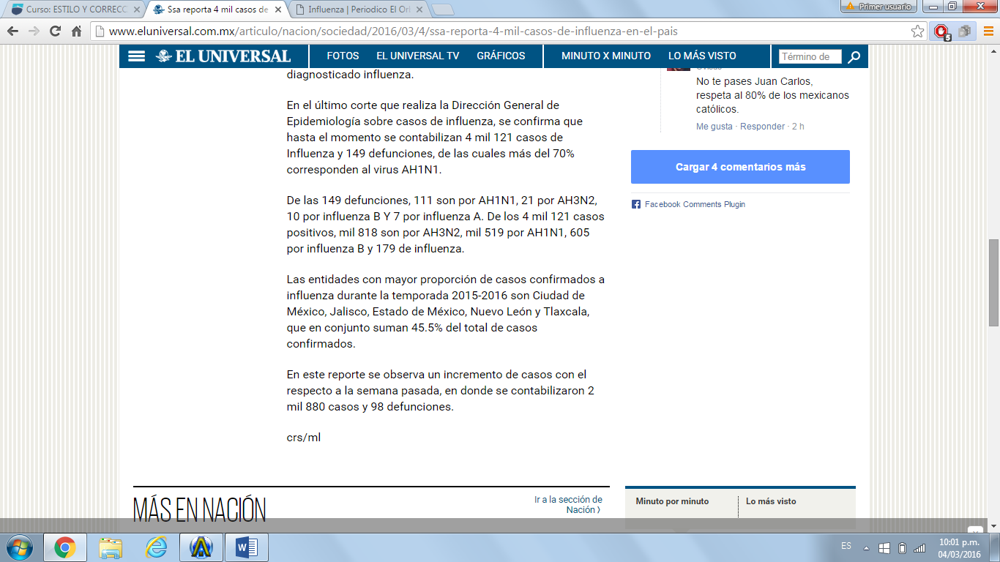 Curso: ESTILO Y CORRECC
Ssa reporta 4 mil casos de
Influenza | Periodico El Orl
Primer usuario
www.eluniversal.com.mx/articulo/nacion/sociedad/2016/03/4/ssa-reporta-4-mil-casos-de-influenza-en-el-pais
5
EL UNIVERSAL
FOTOS EL UNIVERSAL TV GRÁFICOS MINUTO X MINUTO LO MÁS VISTO
Término de
diagnosticado influenza.
En el último corte que realiza la Dirección General de
Epidemiología sobre casos de influenza, se confirma que
hasta el momento se contabilizan 4 mil 121 casos de
Influenza y 149 defunciones, de las cuales más del 70%
corresponden al virus AH1N1.
De las 149 defunciones, 111 son por AH1N1, 21 por AH3N2,
10 por influenza B Y 7 por influenza A. De los 4 mil 121 casos
positivos, mil 818 son por AH3N2, mil 519 por AH1N1, 605
por influenza B y 179 de influenza.
Las entidades con mayor proporción de casos confirmados a
influenza durante la temporada 2015-2016 son Ciudad de
México, Jalisco, Estado de México, Nuevo León y Tlaxcala,
que en conjunto suman 45.5% del total de casos
confirmados.
En este reporte se observa un incremento de casos con el
respecto a la semana pasada, en donde se contabilizaron 2
mil 880 casos y 98 defunciones.
crs/ml
No te pases Juan Carlos,
respeta al 80% de los mexicanos
católicos.
Me gusta · Responder · 2 h
Cargar 4 comentarios más
Facebook Comments Plugin
MÁS EN NACIÓN
Ir a la sección de
Nación ⟩
Minuto por minuto
Lo más visto
ES
10:01 p.m.
04/03/2016